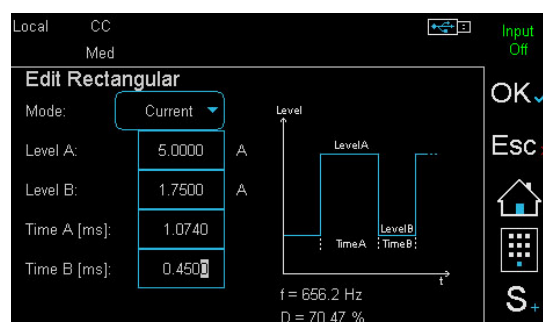 Local CC
Input
Off
Med
Edit Rectangular
OK
Mode: Current
Level
Esc
Level A: 5.0000 A
LevelA
Level B: 1.7500 A
LevelB
Time A [ms]: 1.0740
TimeA TimeB
Time B [ms]: 0.4500
t
f = 656.2 Hz
S+
D = 70.47 %